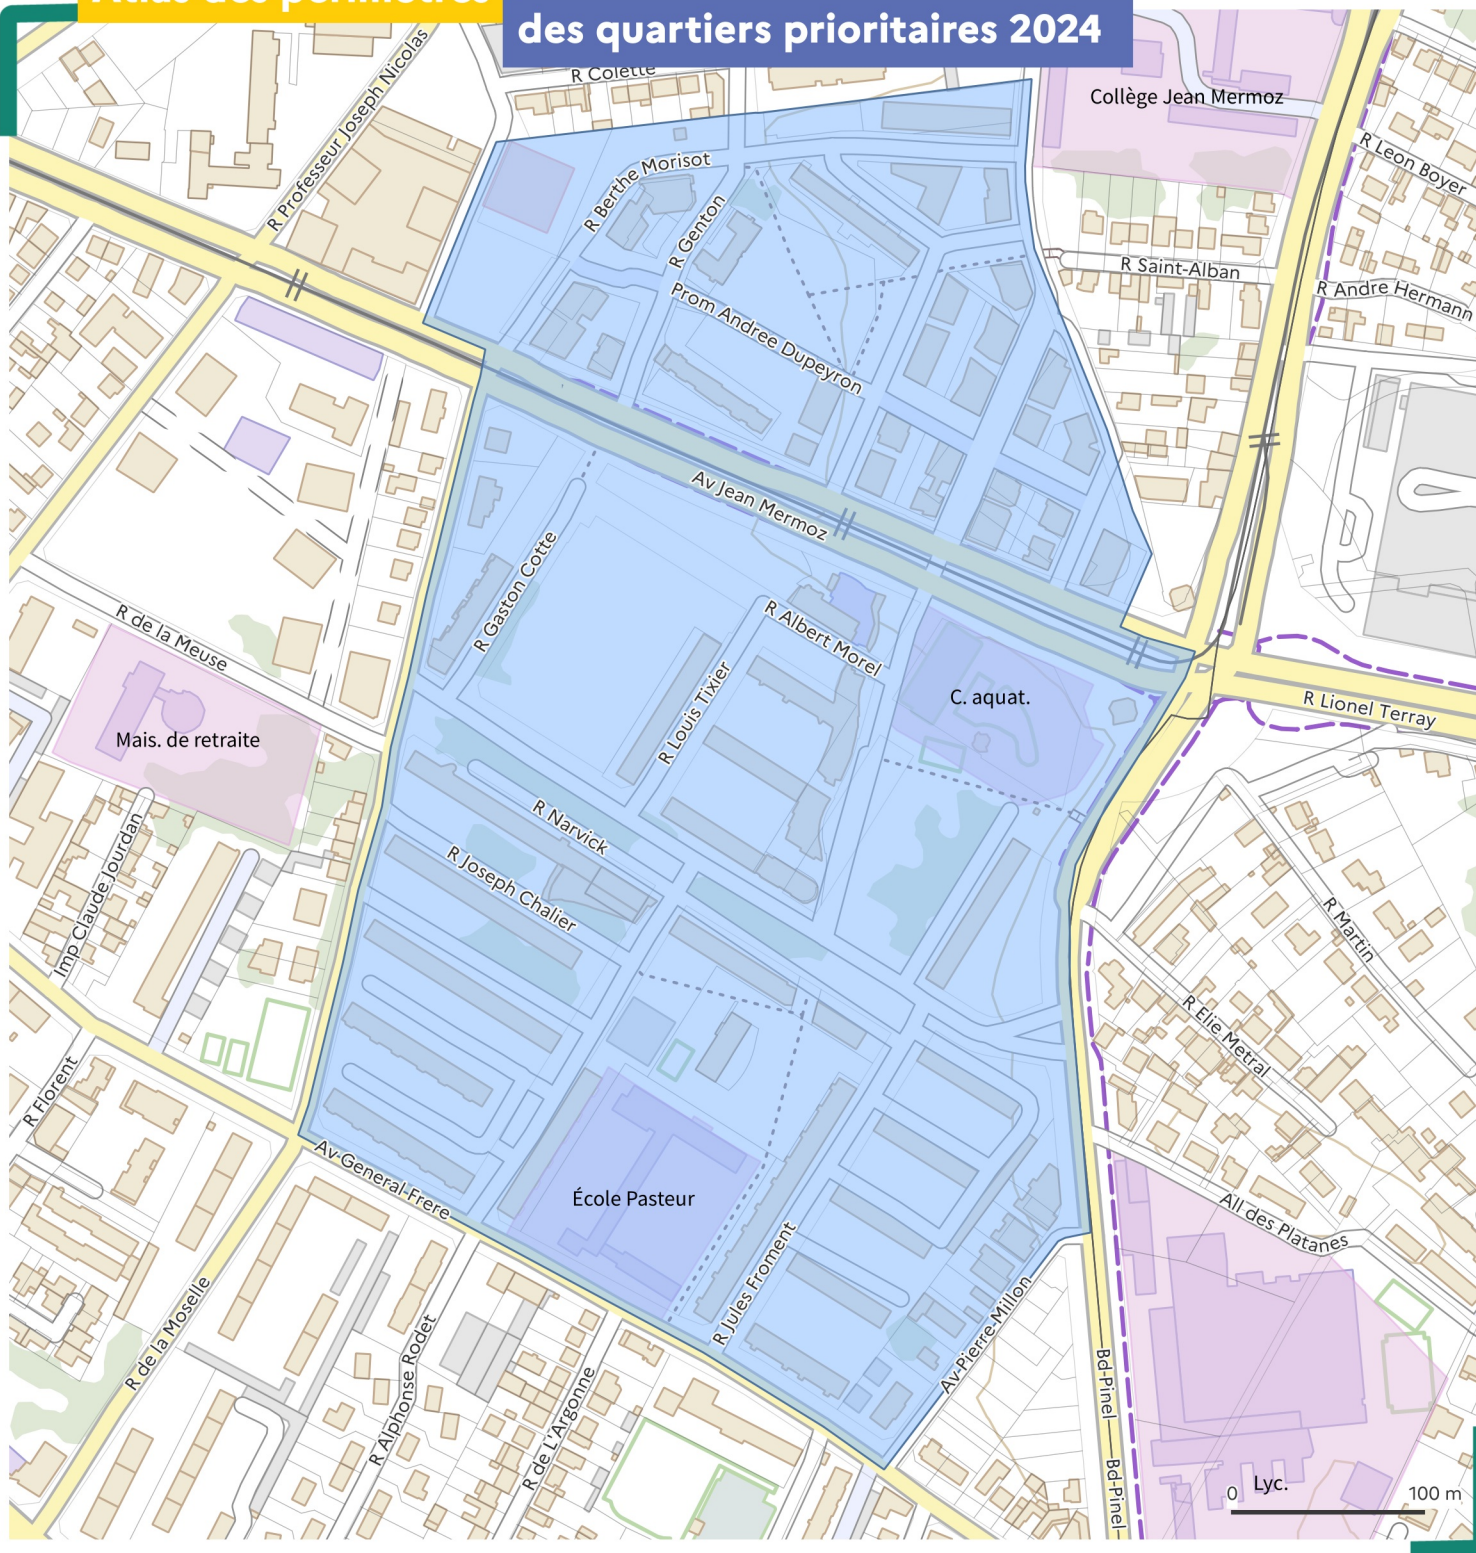 Atlas des périmètres
des quartiers prioritaires 2024
R Colette
R Professeur Joseph Nicolas
Collège Jean Mermoz
R Leon Boyer
R Berthe Morisot
R Genton
R Saint-Alban
R Andre Hermann
Prom Andree Dupeyron
Av Jean Mermoz
R Gaston Cotte
R de la Meuse
R Albert Morel
R Louis Tixier
C. aquat.
R Lionel Terray
Mais. de retraite
R Narvick
R Joseph Chalier
Imp Claude Jourdan
R Martin
R Elie Metral
R Florent
Av General Frere
École Pasteur
All des Platanes
R Jules Froment
R de la Moselle
Av Pierre Millon
R Alphonse Rodet
R de L'Argonne
Bd Pinel
Bd Pinel
Lyc.
0 100 m